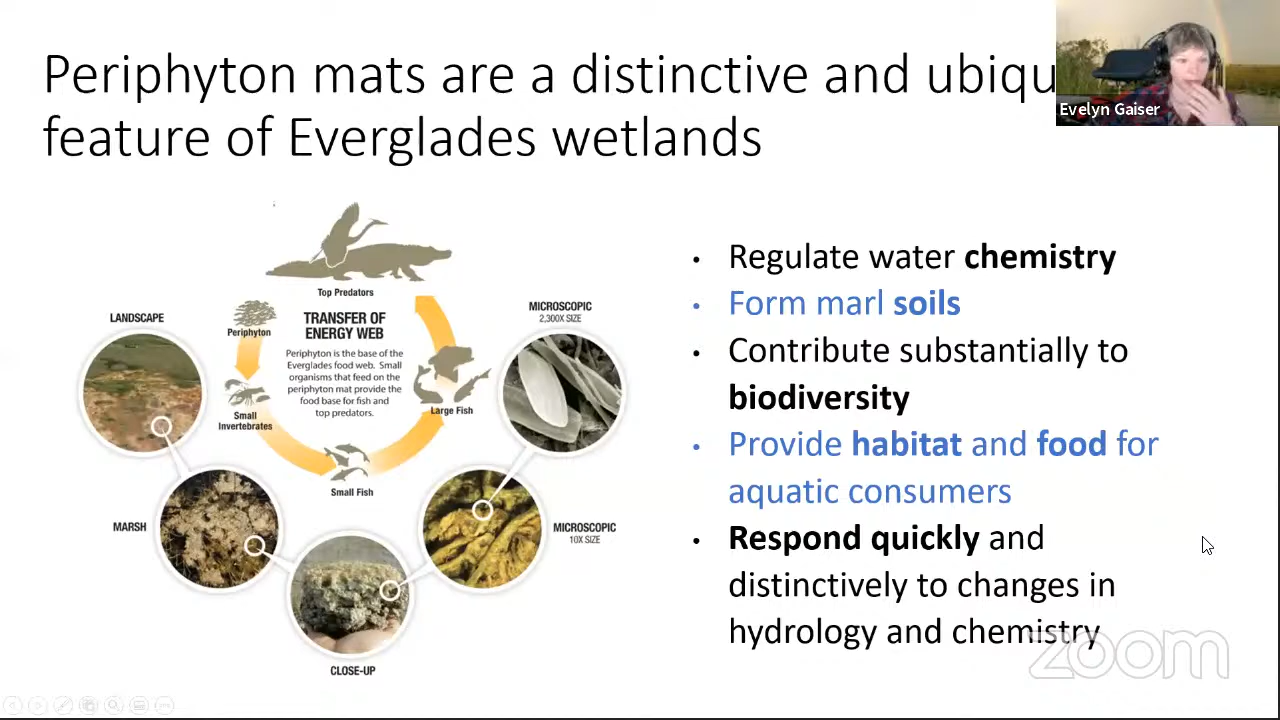 Periphyton mats are a distinctive and ubiqu
feature of Everglades wetlands
Evelyn Gaiser
Top Predators
TRANSFER OF
ENERGY WEB
Periphyton is the base of the
Everglades food web. Small
organisms that feed on the
periphyton mat provide the
food base for fish and
top predators.
Periphyton
Small
Invertebrates
Small Fish
Large Fish
LANDSCAPE
MARSH
CLOSE-UP
MICROSCOPIC
10X SIZE
MICROSCOPIC
2,300X SIZE
• Regulate water chemistry
• Form marl soils
• Contribute substantially to
biodiversity
• Provide habitat and food for
aquatic consumers
• Respond quickly and
distinctively to changes in
hydrology and chemistry
zoom